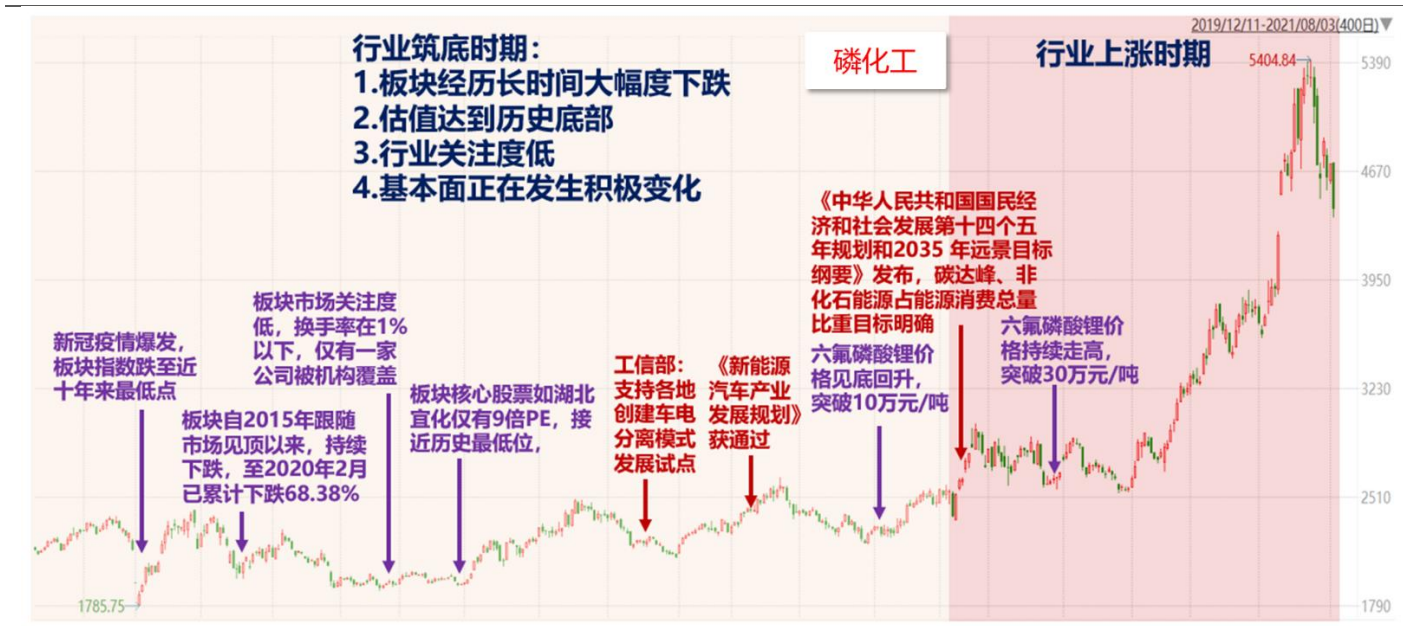 2019/12/11-2021/08/03(400日)▼
行业筑底时期：
1.板块经历长时间大幅度下跌
2.估值达到历史底部
3.行业关注度低
4.基本面正在发生积极变化
磷化工
行业上涨时期
5404.84
5390
4670
3950
3230
2510
1790
《中华人民共和国国民经
济和社会发展第十四个五
年规划和2035 年远景目标
纲要》发布，碳达峰、非
化石能源占能源消费总量
比重目标明确
新冠疫情爆发，
板块指数跌至近
十年来最低点
板块自2015年跟随
市场见顶以来，持续
下跌，至2020年2月
已累计下跌68.38%
板块市场关注度
低，换手率在1%
以下，仅有一家
公司被机构覆盖
板块核心股票如湖北
宜化仅有9倍PE，接
近历史最低位，
工信部：
支持各地
创建车电
分离模式
发展试点
《新能源
汽车产业
发展规划》
获通过
六氟磷酸锂价
格见底回升，
突破10万元/吨
六氟磷酸锂价
格持续走高，
突破30万元/吨
1785.75